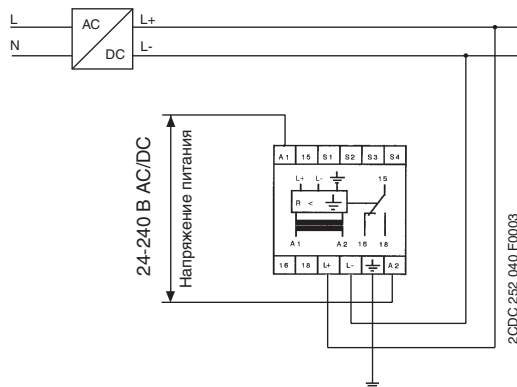 L
AC
L+
N
DC
L-
24-240 В AC/DC
Напряжение питания
A1 15 S1 S2 S3 S4
L+ L- 15
R <
A1 A2 16 18
16 18 L+ L- A2
2CDC 252 040 F0003